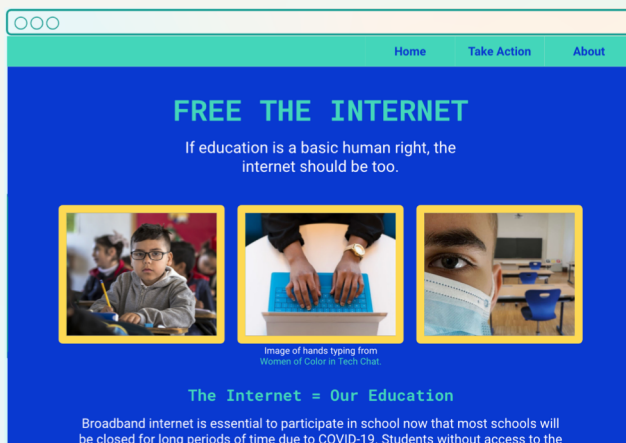 Home Take Action About
FREE THE INTERNET
If education is a basic human right, the
internet should be too.
Image of hands typing from
Women of Color in Tech Chat.
The Internet = Our Education
Broadband internet is essential to participate in school now that most schools will
be closed for long periods of time due to COVID-19. Students without access to the